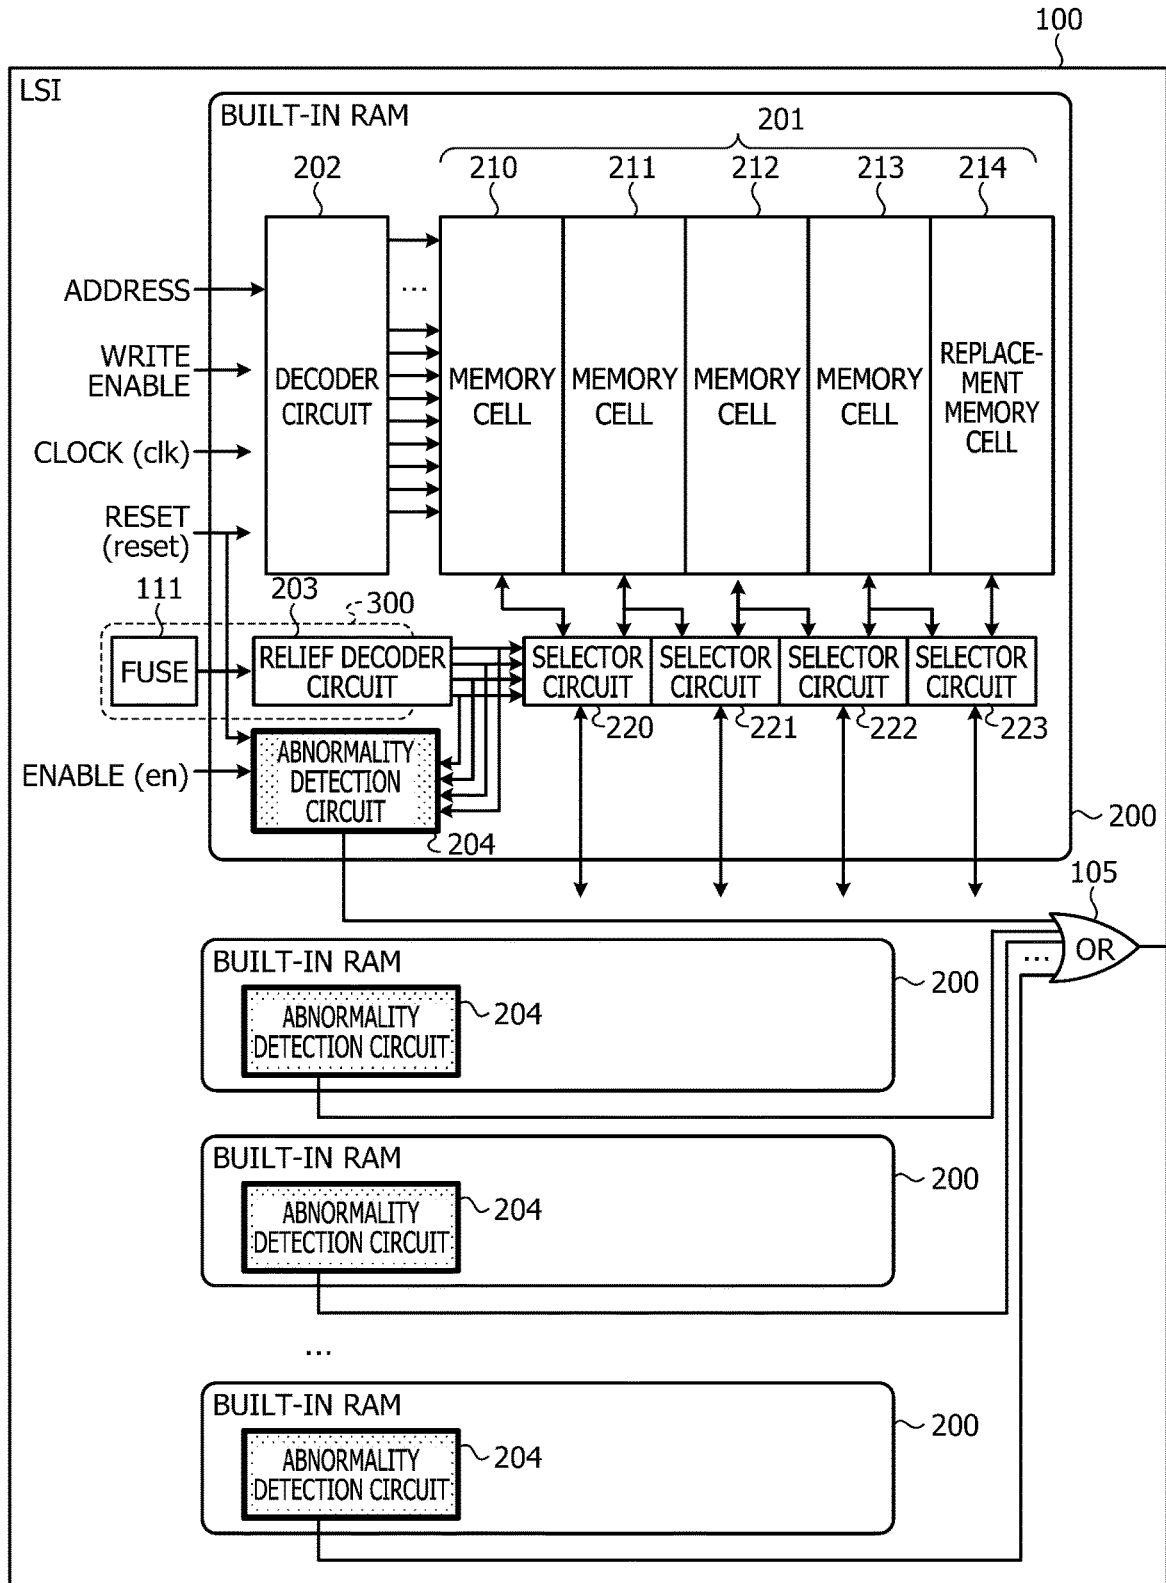 100
LSI
BUILT-IN RAM
201
202
210
211
212
213
214
ADDRESS
...
WRITE
ENABLE
DECODER
CIRCUIT
MEMORY
CELL
MEMORY
CELL
MEMORY
CELL
MEMORY
CELL
REPLACE-
MENT
MEMORY
CELL
CLOCK (clk)
RESET
(reset)
111
203
300
FUSE
RELIEF DECODER
CIRCUIT
SELECTOR
CIRCUIT
SELECTOR
CIRCUIT
SELECTOR
CIRCUIT
SELECTOR
CIRCUIT
220
221
222
223
ENABLE (en)
ABNORMALITY
DETECTION
CIRCUIT
204
200
105
OR
...
BUILT-IN RAM
200
ABNORMALITY
DETECTION CIRCUIT
204
BUILT-IN RAM
200
ABNORMALITY
DETECTION CIRCUIT
204
...
BUILT-IN RAM
200
ABNORMALITY
DETECTION CIRCUIT
204